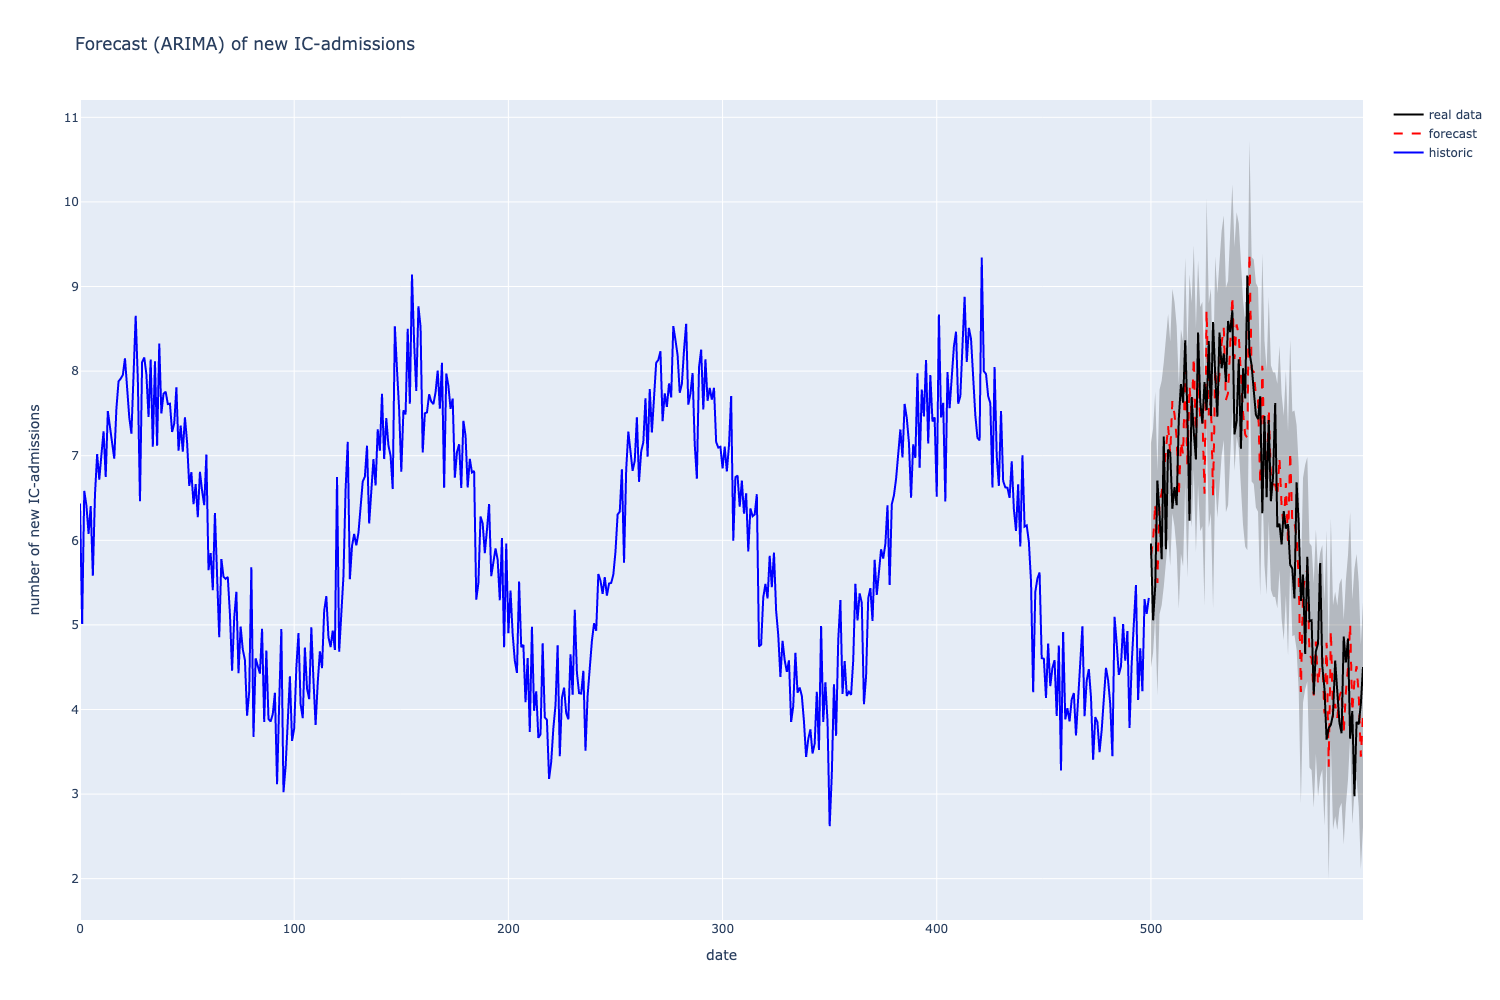 Forecast (ARIMA) of new IC-admissions
11
10
9
8
7
6
5
4
3
2
number of new IC-admissions
0
100
200
300
400
500
date
real data
forecast
historic